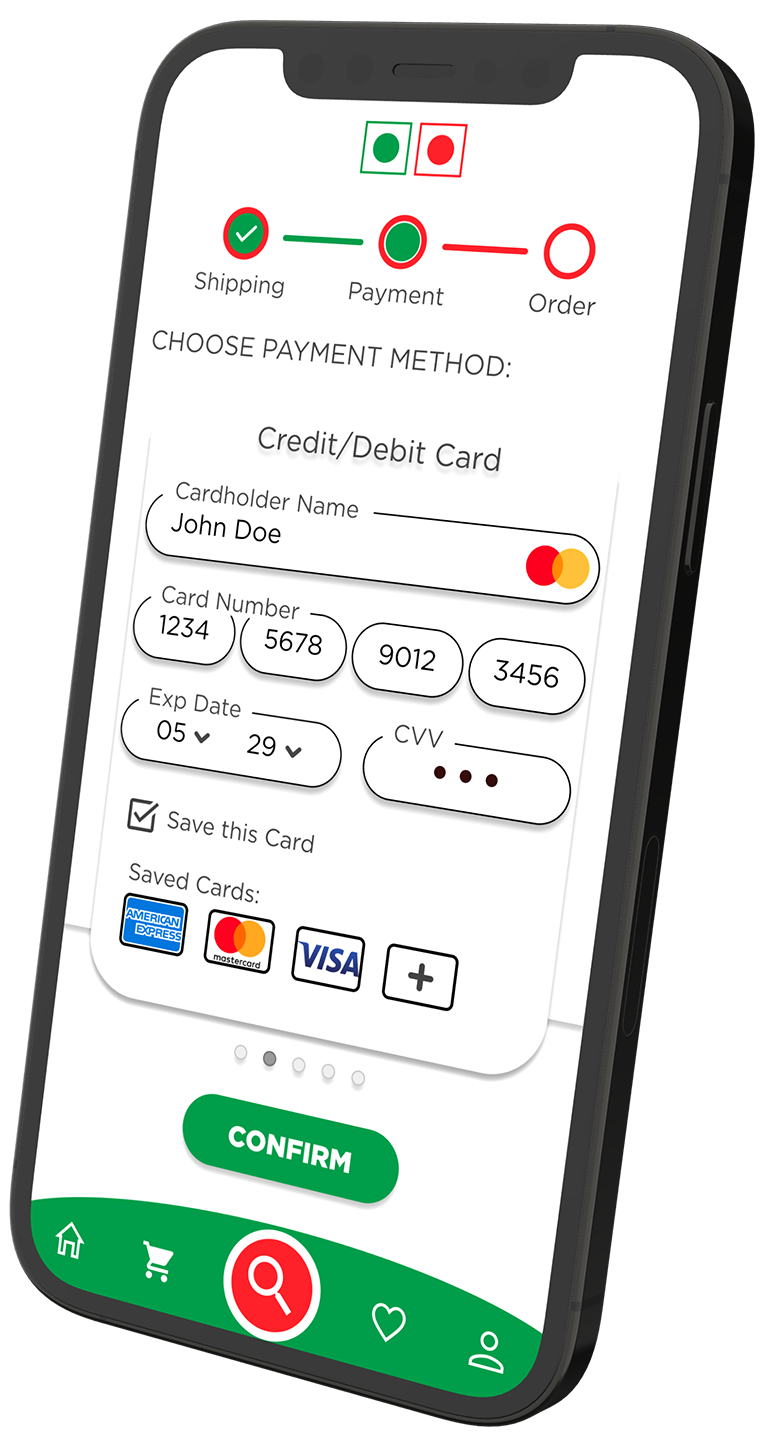 Shipping
Payment
Order
CHOOSE PAYMENT METHOD:
Credit/Debit Card
Cardholder Name
John Doe
Card Number
1234 5678 9012 3456
Exp Date
05 29
CVV
Save this Card
Saved Cards:
AMERICAN
EXPRESS
mastercard
VISA
CONFIRM